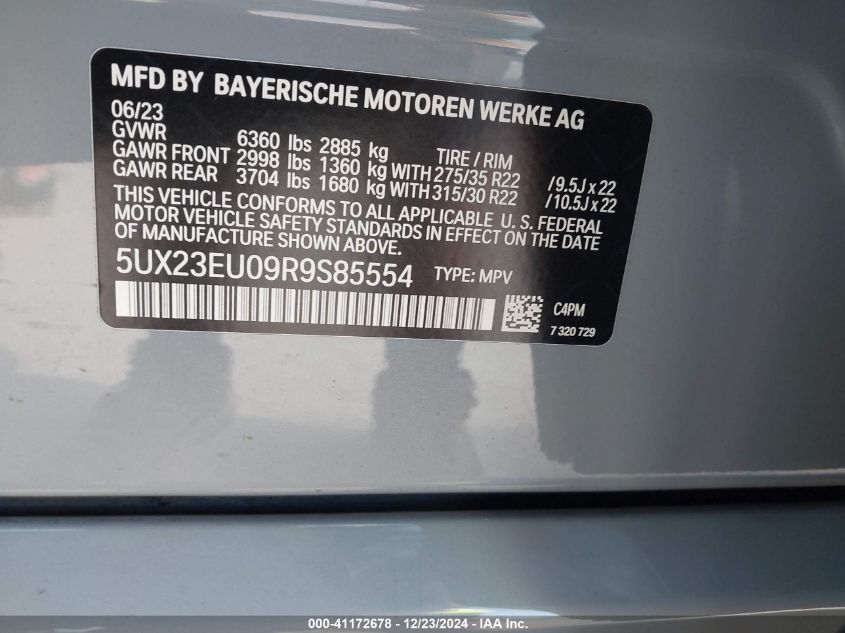 MFD BY BAYERISCHE MOTOREN WERKE AG
06/23
GVWR 6360 lbs 2885 kg TIRE / RIM
GAWR FRONT 2998 lbs 1360 kg WITH 275/35 R22 /9.5J x 22
GAWR REAR 3704 lbs 1680 kg WITH 315/30 R22 /10.5J x 22
THIS VEHICLE CONFORMS TO ALL APPLICABLE U. S. FEDERAL
MOTOR VEHICLE SAFETY STANDARDS IN EFFECT ON THE DATE
OF MANUFACTURE SHOWN ABOVE.
5UX23EU09R9S85554 TYPE: MPV
C4PM
7 320 729
000-41172678 - 12/23/2024 - IAA Inc.